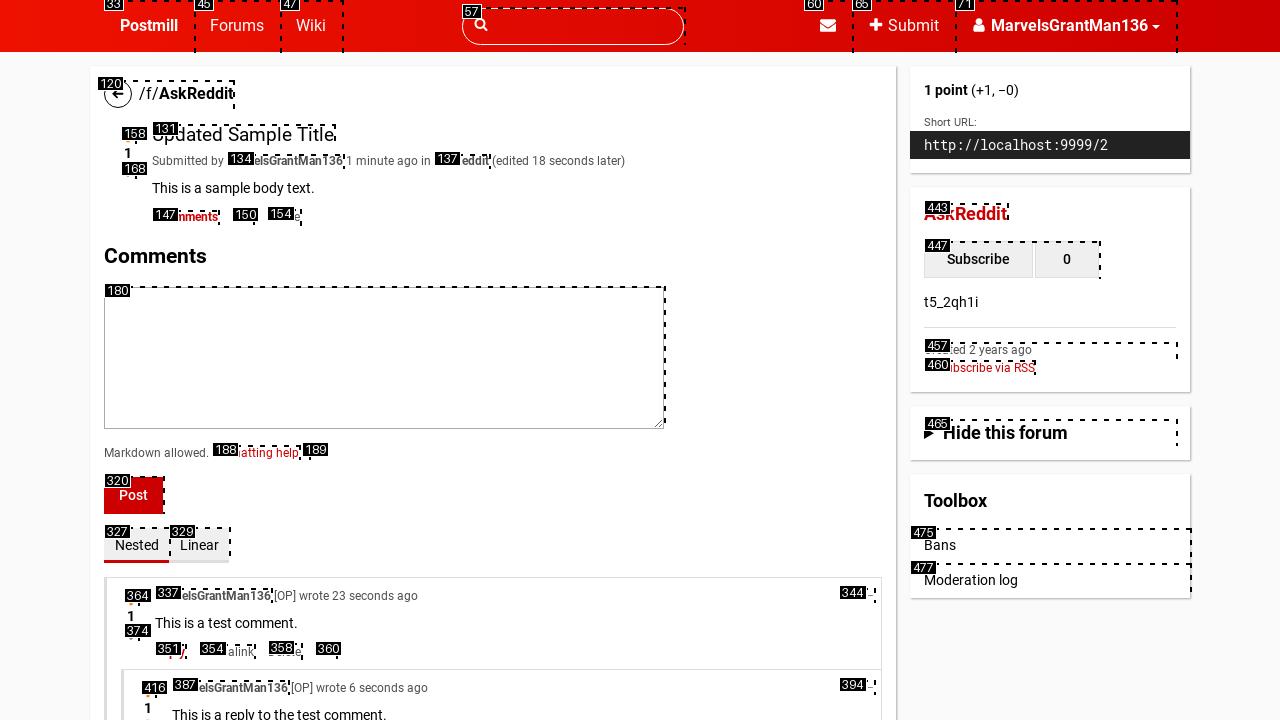 33 45 47 57 60 65 71
Postmill Forums Wiki Submit MarvelsGrantMan136
120
/f/AskReddit
131
158
Updated Sample Title
1
168
Submitted by 134 elsGrantMan136 1 minute ago in 137 eddit (edited 18 seconds later)
This is a sample body text.
147 nments 150 154 e
Comments
180
Markdown allowed. 188 atting help 189
320
Post
327 329
Nested Linear
364 337 elsGrantMan136 [OP] wrote 23 seconds ago 344
1
This is a test comment.
374
351 y 354 alink 358 360
416 387 elsGrantMan136 [OP] wrote 6 seconds ago 394
1
This is a reply to the test comment.
1 point (+1, −0)
Short URL:
http://localhost:9999/2
443
AskReddit
447
Subscribe 0
t5_2qh1i
457
Created 2 years ago
460 bscribe via RSS
465
Hide this forum
Toolbox
475
Bans
477
Moderation log